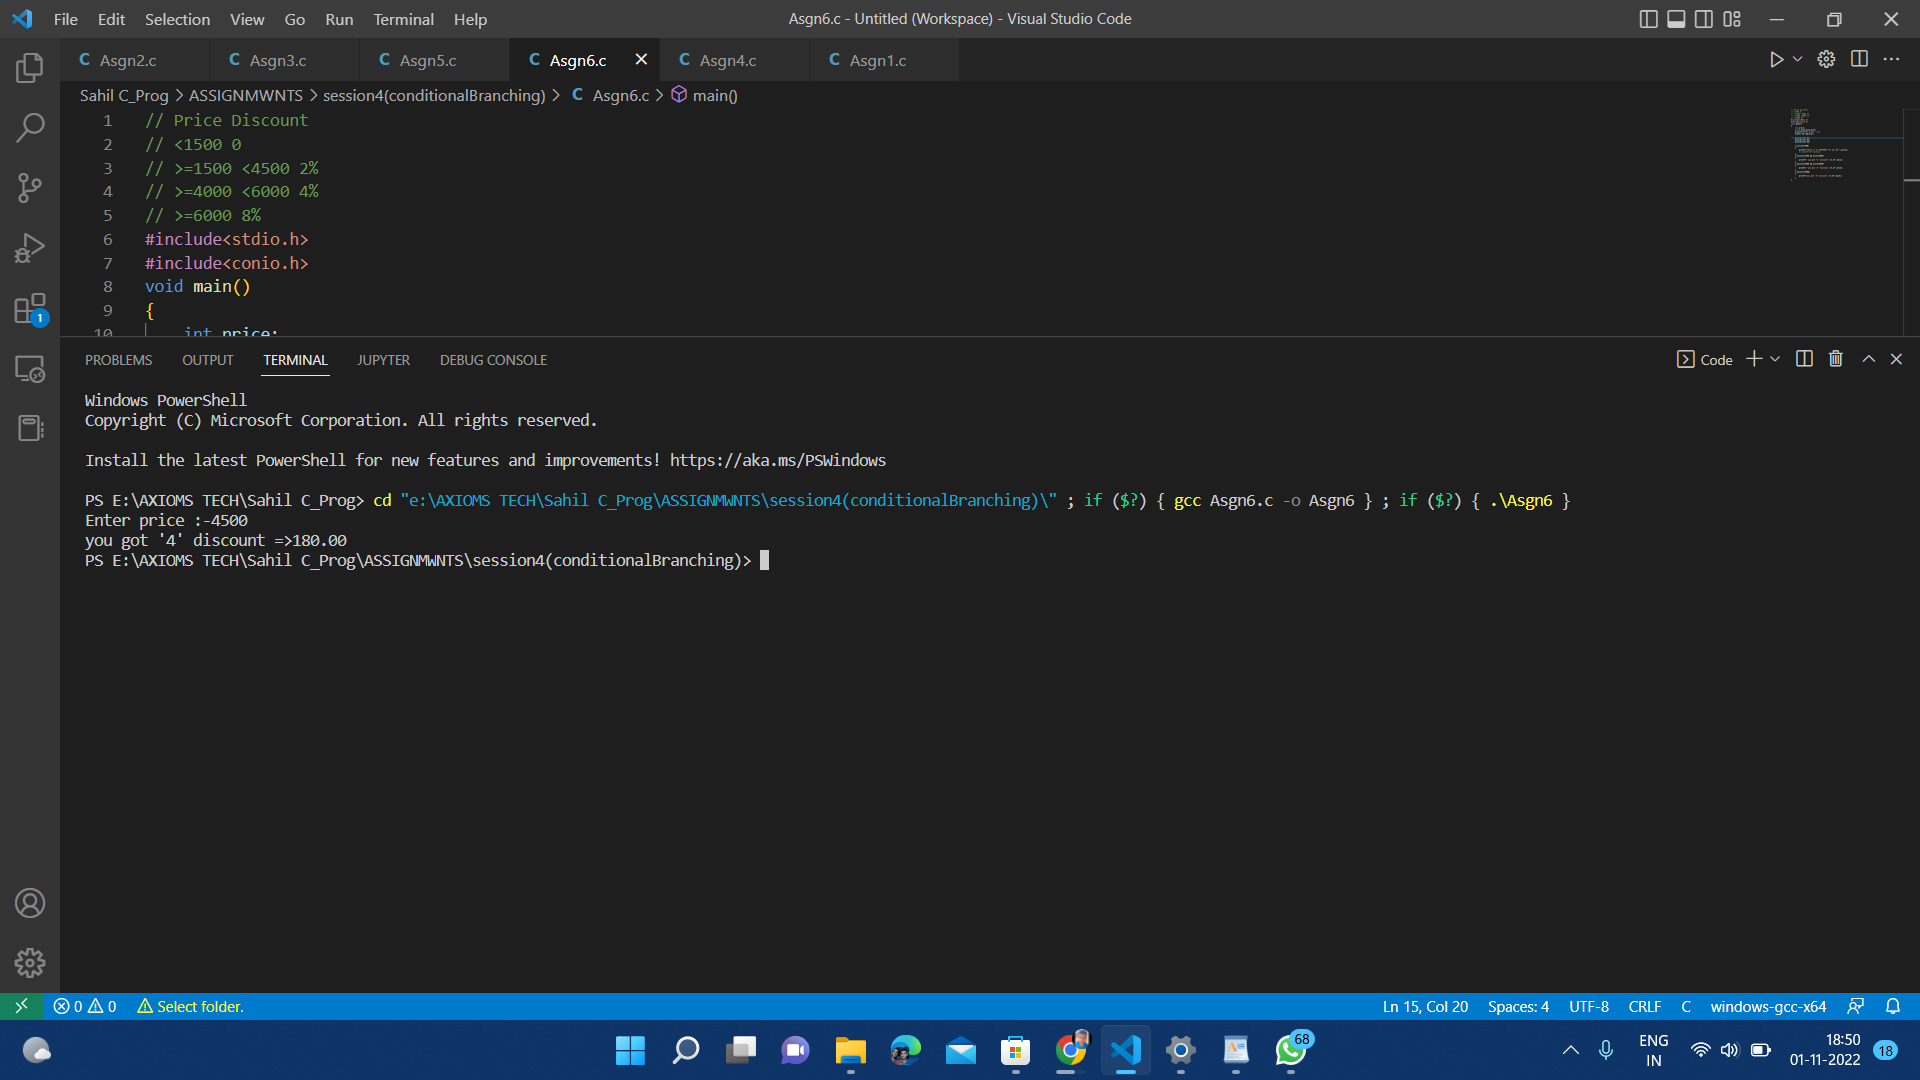 File Edit Selection View Go Run Terminal Help
Asgn6.c - Untitled (Workspace) - Visual Studio Code
C Asgn2.c C Asgn3.c C Asgn5.c C Asgn6.c C Asgn4.c C Asgn1.c
Sahil C_Prog > ASSIGNMWNTS > session4(conditionalBranching) > C Asgn6.c > main()
1 // Price Discount
2 // <1500 0
3 // >=1500 <4500 2%
4 // >=4000 <6000 4%
5 // >=6000 8%
6 #include<stdio.h>
7 #include<conio.h>
8 void main()
9 {
10 int price;
PROBLEMS OUTPUT TERMINAL JUPYTER DEBUG CONSOLE
Code
Windows PowerShell
Copyright (C) Microsoft Corporation. All rights reserved.
Install the latest PowerShell for new features and improvements! https://aka.ms/PSWindows
PS E:\AXIOMS TECH\Sahil C_Prog> cd "e:\AXIOMS TECH\Sahil C_Prog\ASSIGNMWNTS\session4(conditionalBranching)\" ; if ($?) { gcc Asgn6.c -o Asgn6 } ; if ($?) { .\Asgn6 }
Enter price :-4500
you got '4' discount =>180.00
PS E:\AXIOMS TECH\Sahil C_Prog\ASSIGNMWNTS\session4(conditionalBranching)>
1
0 0 Select folder.
Ln 15, Col 20 Spaces: 4 UTF-8 CRLF C windows-gcc-x64
68
ENG
IN
18:50
01-11-2022
18